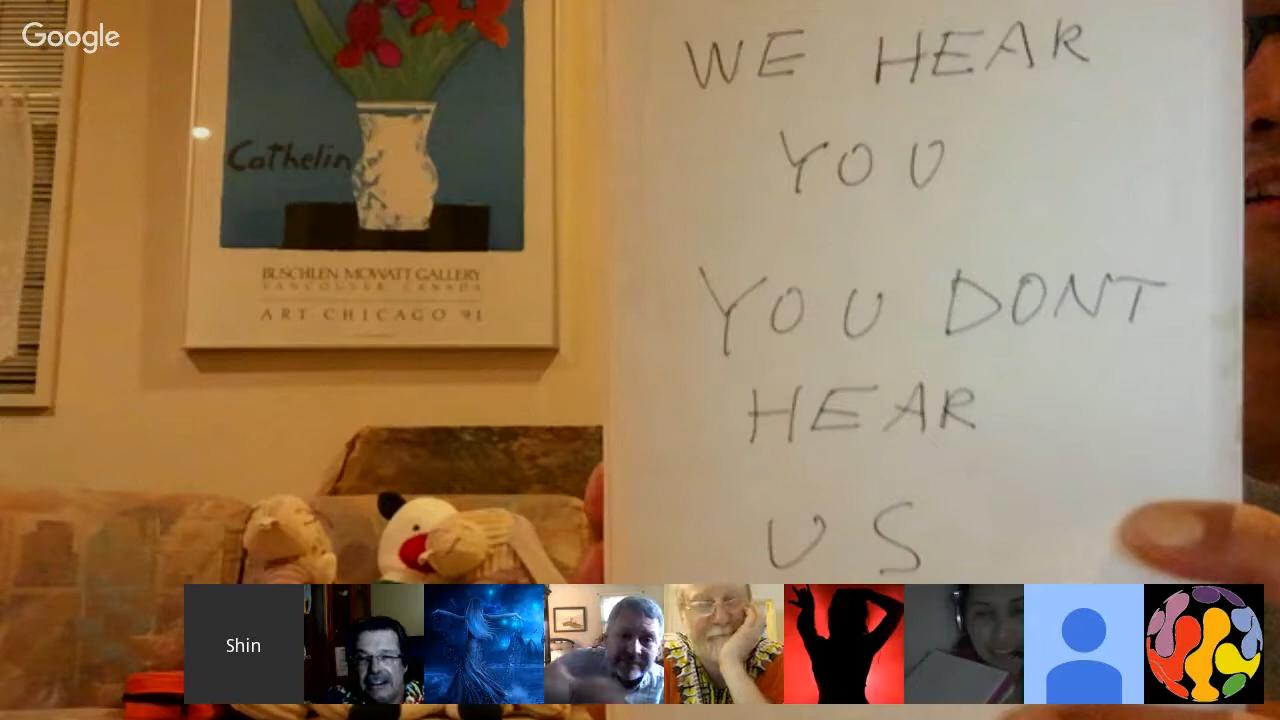 Google
Cathelin
BUSCHLEN MOWATT GALLERY
VANCOUVER CANADA
ART CHICAGO '91
WE HEAR
YOU
YOU DONT
HEAR
US
Shin